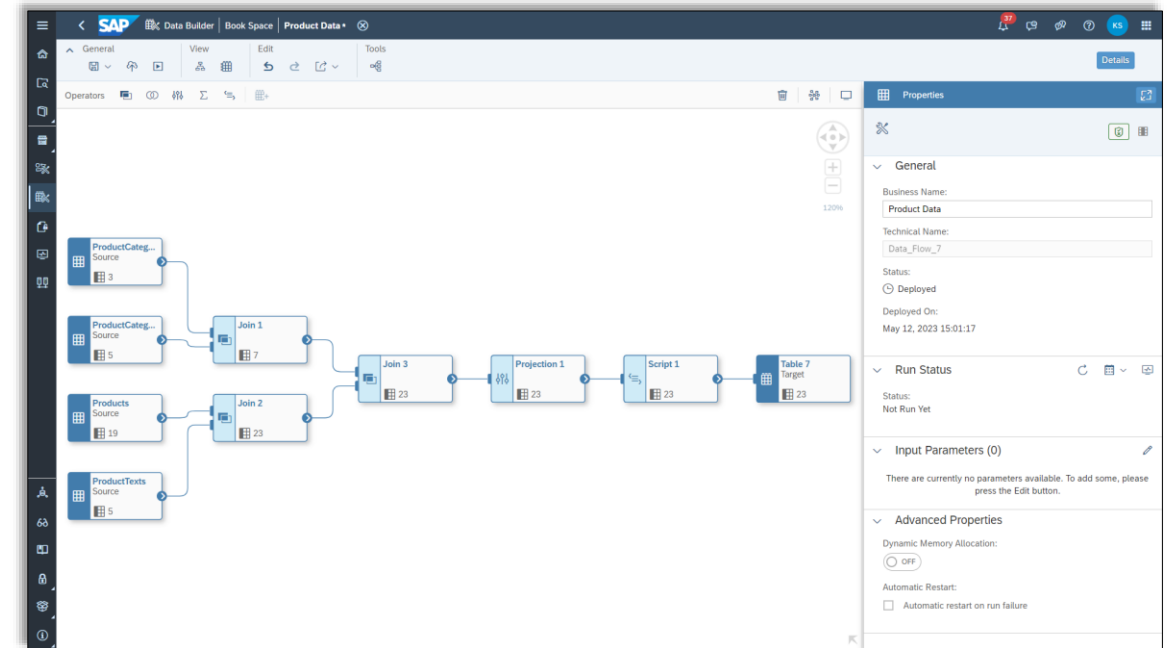 SAP Data Builder Book Space Product Data • 37 KS
General View Edit Tools
Details
Operators
120%
ProductCateg...
Source
3
ProductCateg...
Source
5
Join 1
7
Products
Source
19
Join 2
23
ProductTexts
Source
5
Join 3
23
Projection 1
23
Script 1
23
Table 7
Target
23
Properties
General
Business Name:
Product Data
Technical Name:
Data_Flow_7
Status:
Deployed
Deployed On:
May 12, 2023 15:01:17
Run Status
Status:
Not Run Yet
Input Parameters (0)
There are currently no parameters available. To add some, please
press the Edit button.
Advanced Properties
Dynamic Memory Allocation:
OFF
Automatic Restart:
Automatic restart on run failure